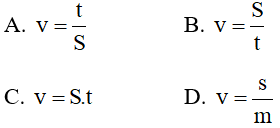 A. v = t/S B. v = S/t
C. v = S.t D. v = s/m